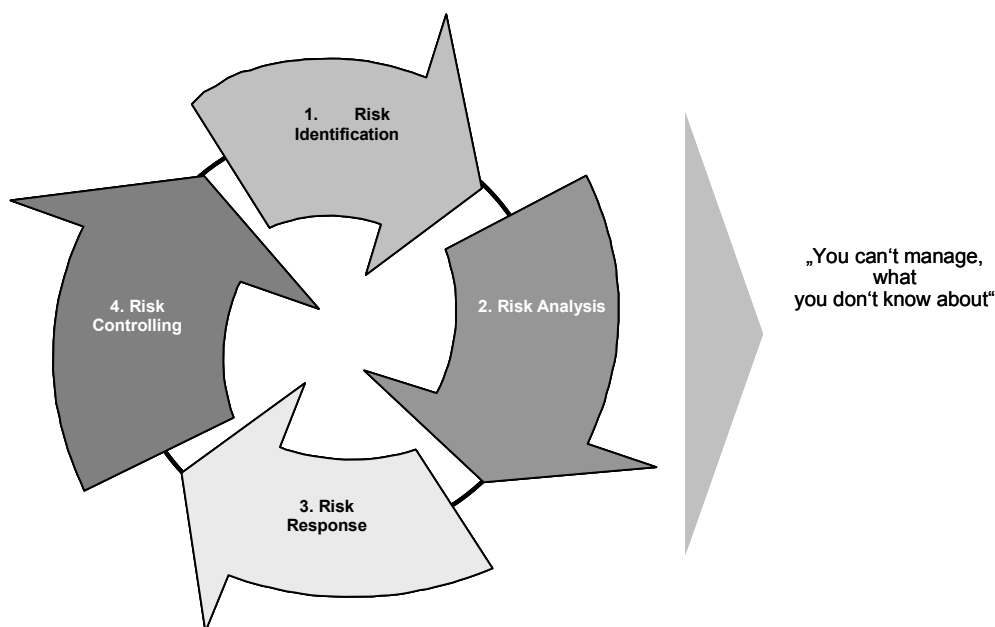 1. Risk
Identification
2. Risk Analysis
3. Risk
Response
4. Risk
Controlling
„You can‘t manage,
what
you don‘t know about“